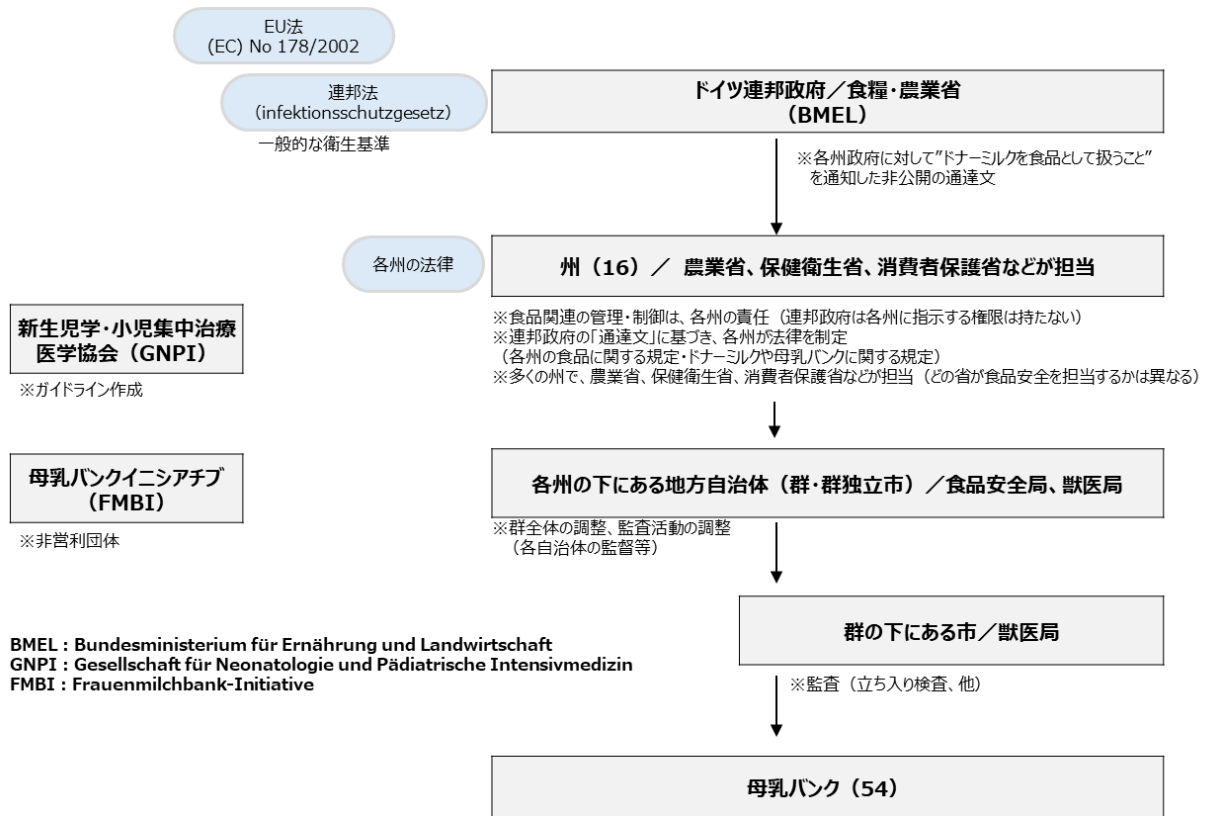 EU法
(EC) No 178/2002
連邦法
(infektionsschutzgesetz)
一般的な衛生基準
ドイツ連邦政府／食糧・農業省
（BMEL）
※各州政府に対して”ドナーミルクを食品として扱うこと”
を通知した非公開の通達文
各州の法律
州（16）／ 農業省、保健衛生省、消費者保護省などが担当
※食品関連の管理・制御は、各州の責任（連邦政府は各州に指示する権限は持たない）
※連邦政府の「通達文」に基づき、各州が法律を制定
（各州の食品に関する規定・ドナーミルクや母乳バンクに関する規定）
※多くの州で、農業省、保健衛生省、消費者保護省などが担当（どの省が食品安全を担当するかは異なる）
新生児学・小児集中治療
医学協会（GNPI）
※ガイドライン作成
母乳バンクイニシアチブ
（FMBI）
※非営利団体
各州の下にある地方自治体（群・群独立市）／食品安全局、獣医局
※群全体の調整、監査活動の調整
（各自治体の監督等）
群の下にある市／獣医局
※監査（立ち入り検査、他）
BMEL : Bundesministerium für Ernährung und Landwirtschaft
GNPI : Gesellschaft für Neonatologie und Pädiatrische Intensivmedizin
FMBI : Frauenmilchbank-Initiative
母乳バンク（54）